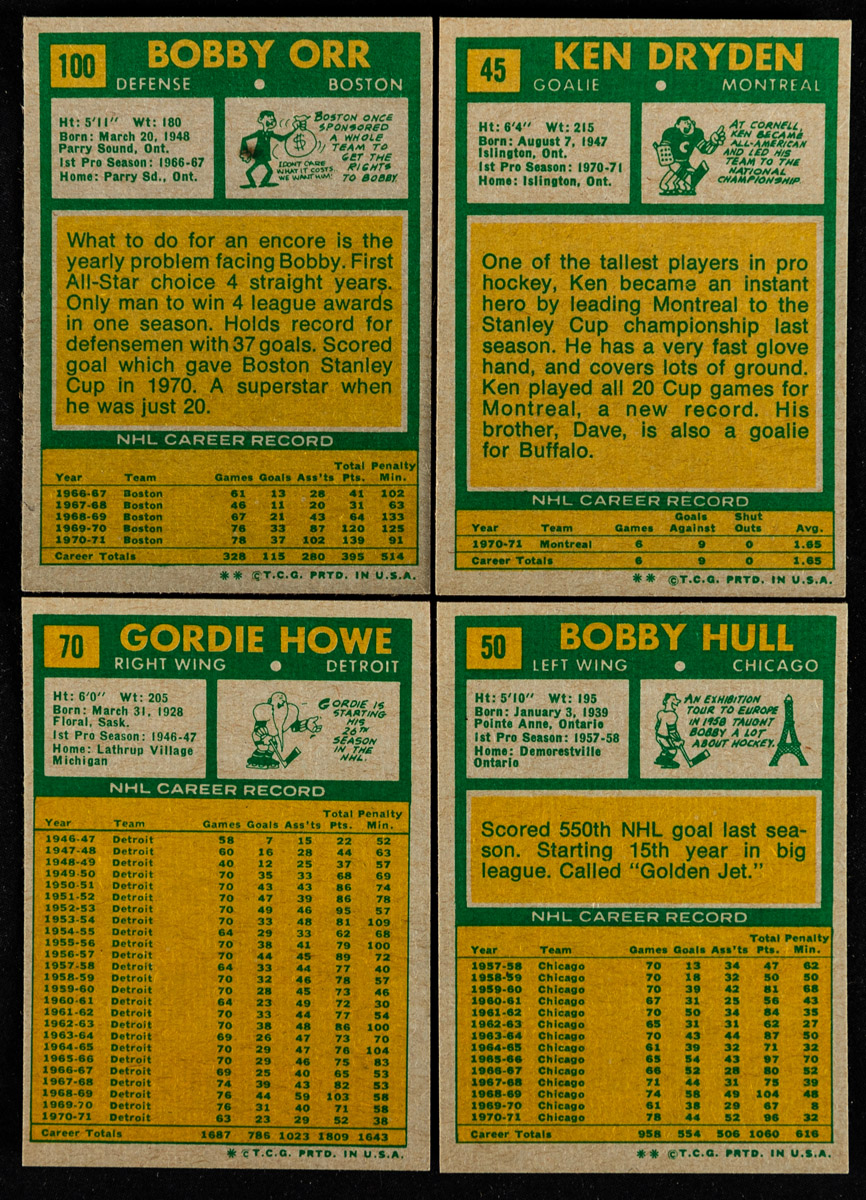 100 BOBBY ORR
DEFENSE • BOSTON
Ht: 5'11" Wt: 180
Born: March 20, 1948
Parry Sound, Ont.
1st Pro Season: 1966-67
Home: Parry Sd., Ont.
BOSTON ONCE
SPONSORED
A WHOLE
TEAM TO
GET THE
RIGHTS
TO BOBBY.
$
I DON'T CARE
WHAT IT COSTS.
WE WANT HIM!
What to do for an encore is the
yearly problem facing Bobby. First
All-Star choice 4 straight years.
Only man to win 4 league awards
in one season. Holds record for
defensemen with 37 goals. Scored
goal which gave Boston Stanley
Cup in 1970. A superstar when
he was just 20.
NHL CAREER RECORD
Total Penalty
Year Team Games Goals Ass'ts Pts. Min.
1966-67 Boston 61 13 28 41 102
1967-68 Boston 46 11 20 31 63
1968-69 Boston 67 21 43 64 133
1969-70 Boston 76 33 87 120 125
1970-71 Boston 78 37 102 139 91
Career Totals 328 115 280 395 514
** ©T.C.G. PRTD. IN U.S.A.
45 KEN DRYDEN
GOALIE • MONTREAL
Ht: 6'4" Wt: 215
Born: August 7, 1947
Islington, Ont.
1st Pro Season: 1970-71
Home: Islington, Ont.
C
AT CORNELL,
KEN BECAME
ALL-AMERICAN
AND LED HIS
TEAM TO THE
NATIONAL
CHAMPIONSHIP.
One of the tallest players in pro
hockey, Ken became an instant
hero by leading Montreal to the
Stanley Cup championship last
season. He has a very fast glove
hand, and covers lots of ground.
Ken played all 20 Cup games for
Montreal, a new record. His
brother, Dave, is also a goalie
for Buffalo.
NHL CAREER RECORD
Goals Shut
Year Team Games Against Outs Avg.
1970-71 Montreal 6 9 0 1.65
Career Totals 6 9 0 1.65
** ©T.C.G. PRTD. IN U.S.A.
70 GORDIE HOWE
RIGHT WING • DETROIT
Ht: 6'0" Wt: 205
Born: March 31, 1928
Floral, Sask.
1st Pro Season: 1946-47
Home: Lathrup Village
Michigan
GORDIE IS
STARTING
HIS
26TH
SEASON
IN THE
NHL.
NHL CAREER RECORD
Total Penalty
Year Team Games Goals Ass'ts Pts. Min.
1946-47 Detroit 58 7 15 22 52
1947-48 Detroit 60 16 28 44 63
1948-49 Detroit 40 12 25 37 57
1949-50 Detroit 70 35 33 68 69
1950-51 Detroit 70 43 43 86 74
1951-52 Detroit 70 47 39 86 78
1952-53 Detroit 70 49 46 95 57
1953-54 Detroit 70 33 48 81 109
1954-55 Detroit 64 29 33 62 68
1955-56 Detroit 70 38 41 79 100
1956-57 Detroit 70 44 45 89 72
1957-58 Detroit 64 33 44 77 40
1958-59 Detroit 70 32 46 78 57
1959-60 Detroit 70 28 45 73 46
1960-61 Detroit 64 23 49 72 30
1961-62 Detroit 70 33 44 77 54
1962-63 Detroit 70 38 48 86 100
1963-64 Detroit 69 26 47 73 70
1964-65 Detroit 70 29 47 76 104
1965-66 Detroit 70 29 46 75 83
1966-67 Detroit 69 25 40 65 53
1967-68 Detroit 74 39 43 82 53
1968-69 Detroit 76 44 59 103 58
1969-70 Detroit 76 31 40 71 58
1970-71 Detroit 63 23 29 52 38
Career Totals 1687 786 1023 1809 1643
* ©T.C.G. PRTD. IN U.S.A.
50 BOBBY HULL
LEFT WING • CHICAGO
Ht: 5'10" Wt: 195
Born: January 3, 1939
Pointe Anne, Ontario
1st Pro Season: 1957-58
Home: Demorestville
Ontario
AN EXHIBITION
TOUR TO EUROPE
IN 1958 TAUGHT
BOBBY A LOT
ABOUT HOCKEY.
Scored 550th NHL goal last sea-
son. Starting 15th year in big
league. Called "Golden Jet."
NHL CAREER RECORD
Total Penalty
Year Team Games Goals Ass'ts Pts. Min.
1957-58 Chicago 70 13 34 47 62
1958-59 Chicago 70 18 32 50 50
1959-60 Chicago 70 39 42 81 68
1960-61 Chicago 67 31 25 56 43
1961-62 Chicago 70 50 34 84 35
1962-63 Chicago 65 31 31 62 27
1963-64 Chicago 70 43 44 87 50
1964-65 Chicago 61 39 32 71 32
1965-66 Chicago 65 54 43 97 70
1966-67 Chicago 66 52 28 80 52
1967-68 Chicago 71 44 31 75 39
1968-69 Chicago 74 58 49 104 48
1969-70 Chicago 61 38 29 67 8
1970-71 Chicago 78 44 52 96 32
Career Totals 958 554 506 1060 616
** ©T.C.G. PRTD. IN U.S.A.